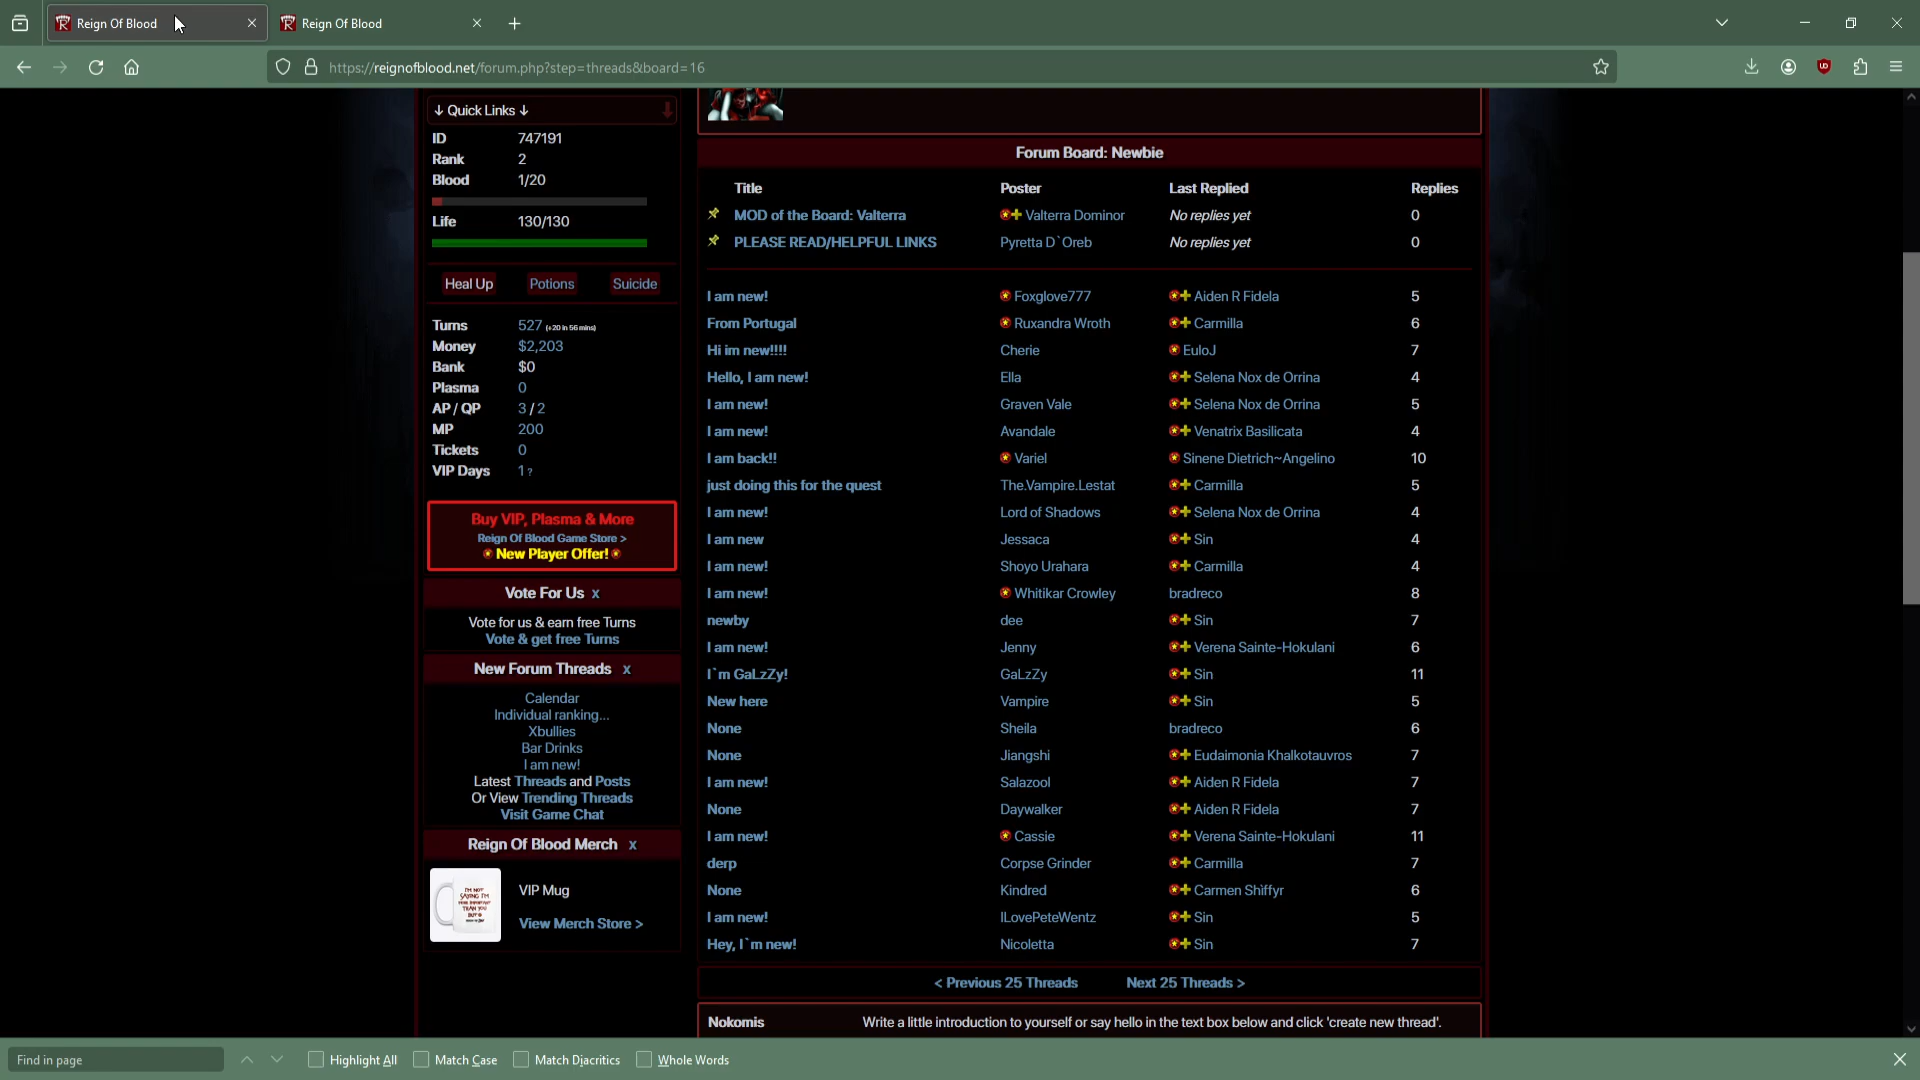 Reign Of Blood
Reign Of Blood
https://reignofblood.net/forum.php?step=threads&board=16
↓ Quick Links ↓
ID 747191
Rank 2
Blood 1/20
Life 130/130
Heal Up Potions Suicide
Turns 527 (+20 in 56 mins)
Money $2,203
Bank $0
Plasma 0
AP / QP 3 / 2
MP 200
Tickets 0
VIP Days 1 ?
Buy VIP, Plasma & More
Reign Of Blood Game Store >
New Player Offer!
Vote For Us x
Vote for us & earn free Turns
Vote & get free Turns
New Forum Threads x
Calendar
Individual ranking...
Xbullies
Bar Drinks
I am new!
Latest Threads and Posts
Or View Trending Threads
Visit Game Chat
Reign Of Blood Merch x
I'M NOT
SAYING I'M
MORE IMPORTANT
THAN YOU
BUT
VIP Mug
View Merch Store >
Forum Board: Newbie
Title Poster Last Replied Replies
MOD of the Board: Valterra Valterra Dominor No replies yet 0
PLEASE READ/HELPFUL LINKS Pyretta D`Oreb No replies yet 0
I am new! Foxglove777 Aiden R Fidela 5
From Portugal Ruxandra Wroth Carmilla 6
Hi im new!!!! Cherie EuloJ 7
Hello, I am new! Ella Selena Nox de Orrina 4
I am new! Graven Vale Selena Nox de Orrina 5
I am new! Avandale Venatrix Basilicata 4
I am back!! Variel Sinene Dietrich~Angelino 10
just doing this for the quest The.Vampire.Lestat Carmilla 5
I am new! Lord of Shadows Selena Nox de Orrina 4
I am new Jessaca Sin 4
I am new! Shoyo Urahara Carmilla 4
I am new! Whitikar Crowley bradreco 8
newby dee Sin 7
I am new! Jenny Verena Sainte-Hokulani 6
I`m GaLzZy! GaLzZy Sin 11
New here Vampire Sin 5
None Sheila bradreco 6
None Jiangshi Eudaimonia Khalkotauvros 7
I am new! Salazool Aiden R Fidela 7
None Daywalker Aiden R Fidela 7
I am new! Cassie Verena Sainte-Hokulani 11
derp Corpse Grinder Carmilla 7
None Kindred Carmen Shiffyr 6
I am new! ILovePeteWentz Sin 5
Hey, I`m new! Nicoletta Sin 7
< Previous 25 Threads Next 25 Threads >
Nokomis Write a little introduction to yourself or say hello in the text box below and click 'create new thread'.
Find in page Highlight All Match Case Match Diacritics Whole Words